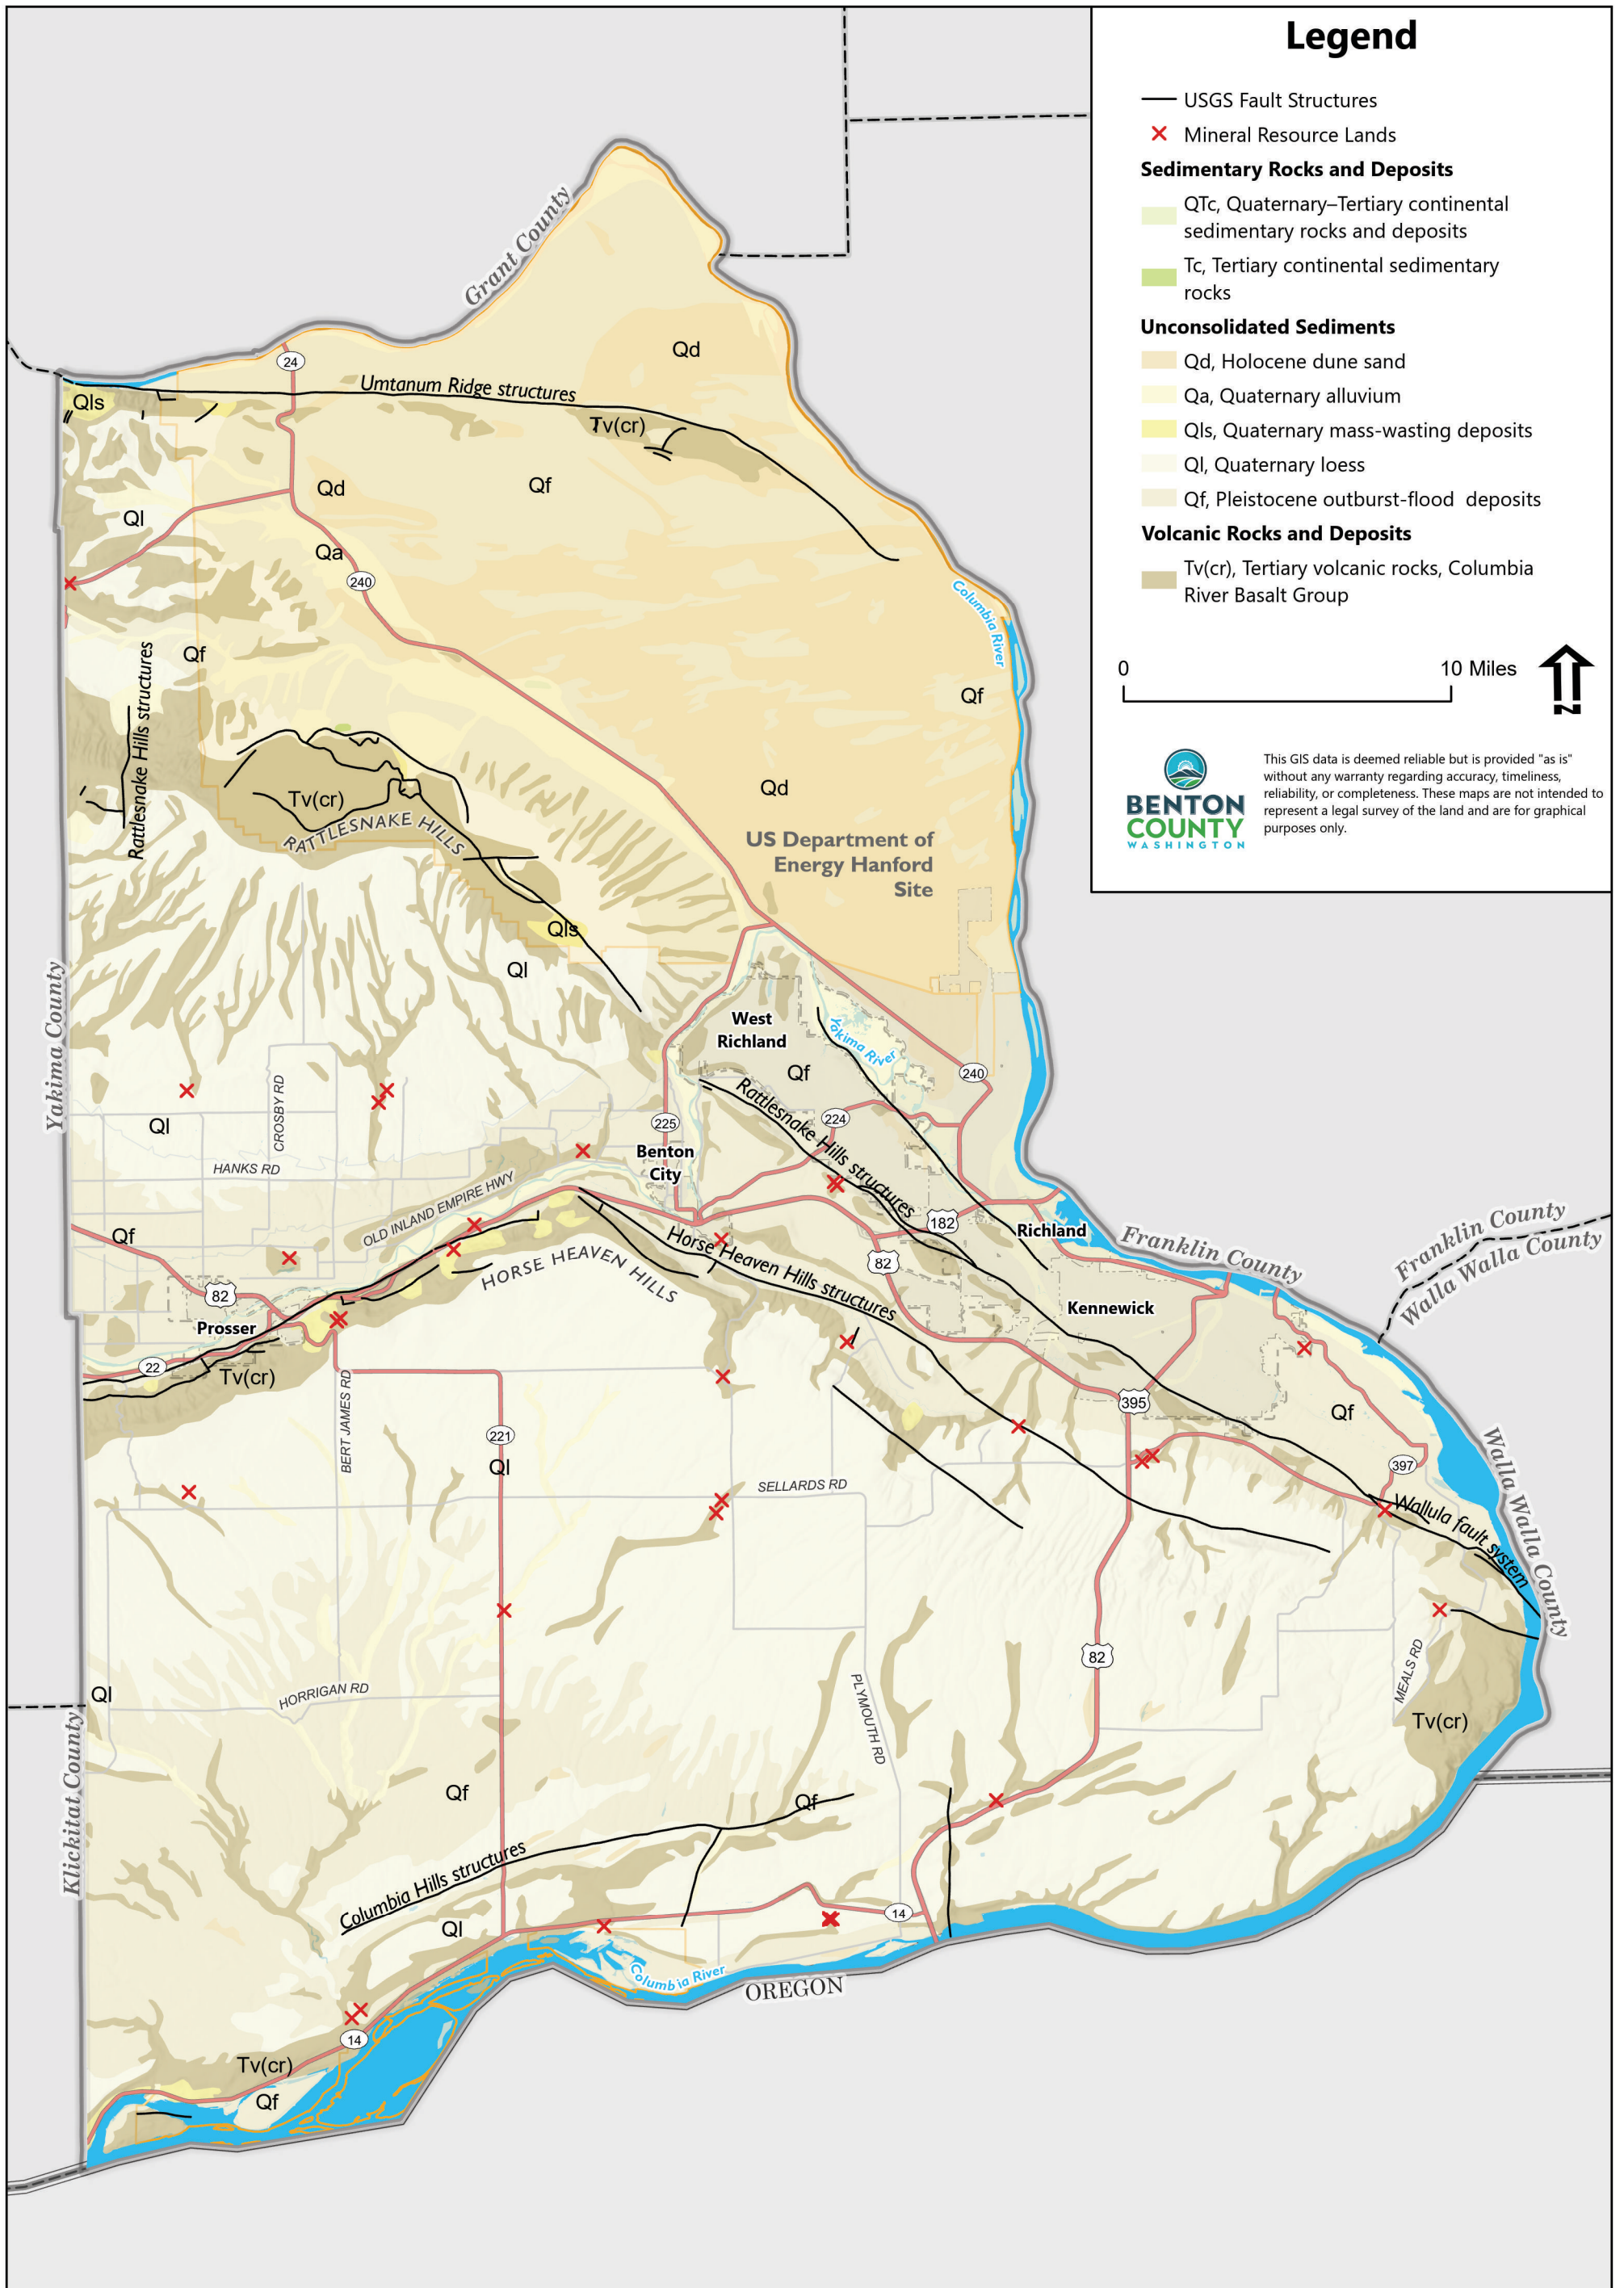 Legend
USGS Fault Structures
Mineral Resource Lands
Sedimentary Rocks and Deposits
QTc, Quaternary–Tertiary continental
sedimentary rocks and deposits
Tc, Tertiary continental sedimentary
rocks
Unconsolidated Sediments
Qd, Holocene dune sand
Qa, Quaternary alluvium
Qls, Quaternary mass-wasting deposits
Ql, Quaternary loess
Qf, Pleistocene outburst-flood deposits
Volcanic Rocks and Deposits
Tv(cr), Tertiary volcanic rocks, Columbia
River Basalt Group
0
10 Miles
N
BENTON
COUNTY
WASHINGTON
This GIS data is deemed reliable but is provided "as is"
without any warranty regarding accuracy, timeliness,
reliability, or completeness. These maps are not intended to
represent a legal survey of the land and are for graphical
purposes only.
Grant County
Qd
24
Umtanum Ridge structures
Qls
Tv(cr)
Qd
Qf
Ql
Qa
240
Columbia River
Qf
Rattlesnake Hills structures
Qf
Qd
Tv(cr)
RATTLESNAKE HILLS
US Department of
Energy Hanford
Site
Qls
Ql
Yakima County
West
Richland
Yakima River
Qf
240
CROSBY RD
Rattlesnake Hills structures
224
225
Ql
Benton
City
HANKS RD
OLD INLAND EMPIRE HWY
Qf
182
Richland
Franklin County
Franklin County
Walla Walla County
HORSE HEAVEN HILLS
Horse Heaven Hills structures
82
82
Kennewick
Prosser
22
Tv(cr)
BERT JAMES RD
395
Qf
221
Ql
397
SELLARDS RD
Wallula fault system
Walla Walla County
82
MEALS RD
Ql
HORRIGAN RD
PLYMOUTH RD
Tv(cr)
Klickitat County
Qf
Qf
Columbia Hills structures
14
Ql
Columbia River
OREGON
14
Tv(cr)
Qf